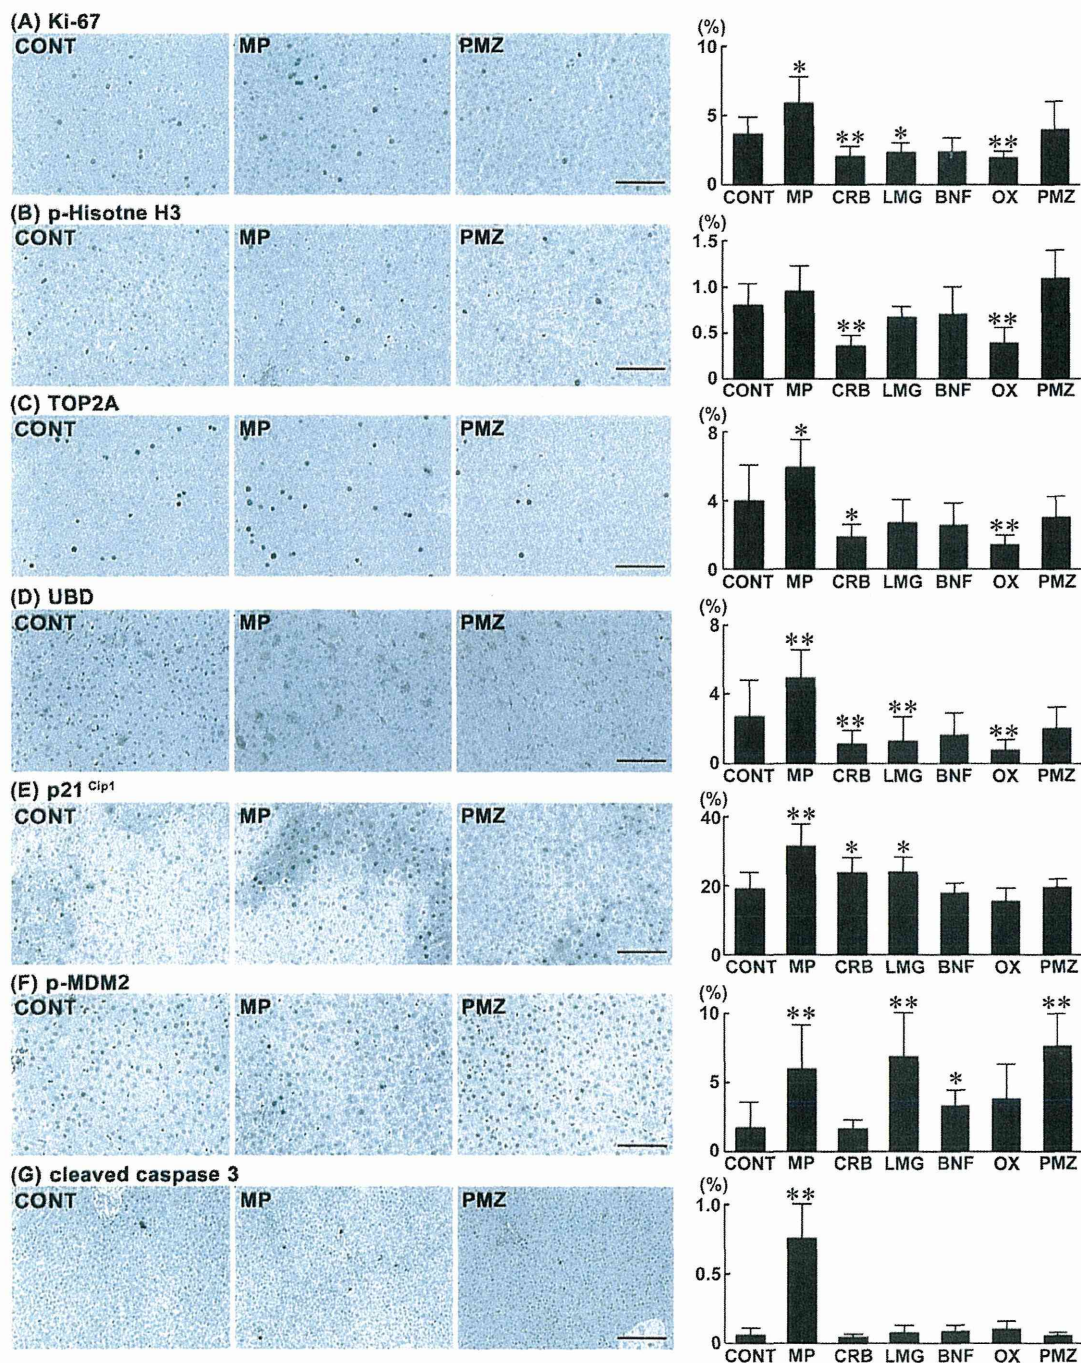 (A) Ki-67
CONT MP PMZ
(%)
10
5
0
* ** * **
CONT MP CRB LMG BNF OX PMZ
(B) p-Hisotne H3
CONT MP PMZ
(%)
1.5
1.0
0.5
0
** **
CONT MP CRB LMG BNF OX PMZ
(C) TOP2A
CONT MP PMZ
(%)
8
4
0
* * **
CONT MP CRB LMG BNF OX PMZ
(D) UBD
CONT MP PMZ
(%)
8
4
0
** ** ** **
CONT MP CRB LMG BNF OX PMZ
(E) p21 Cip1
CONT MP PMZ
(%)
40
20
0
** * *
CONT MP CRB LMG BNF OX PMZ
(F) p-MDM2
CONT MP PMZ
(%)
10
5
0
** ** * **
CONT MP CRB LMG BNF OX PMZ
(G) cleaved caspase 3
CONT MP PMZ
(%)
1.0
0.5
0
**
CONT MP CRB LMG BNF OX PMZ